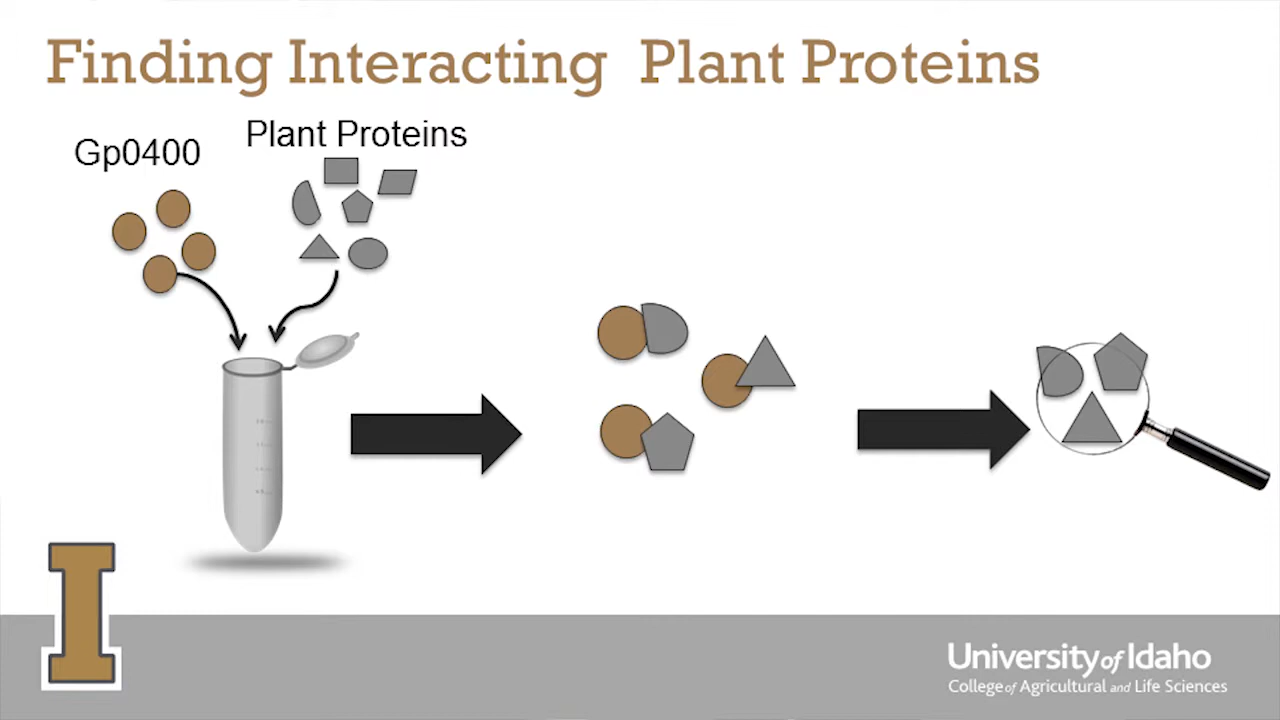 Finding Interacting Plant Proteins
Gp0400
Plant Proteins
I
University of Idaho
College of Agricultural and Life Sciences